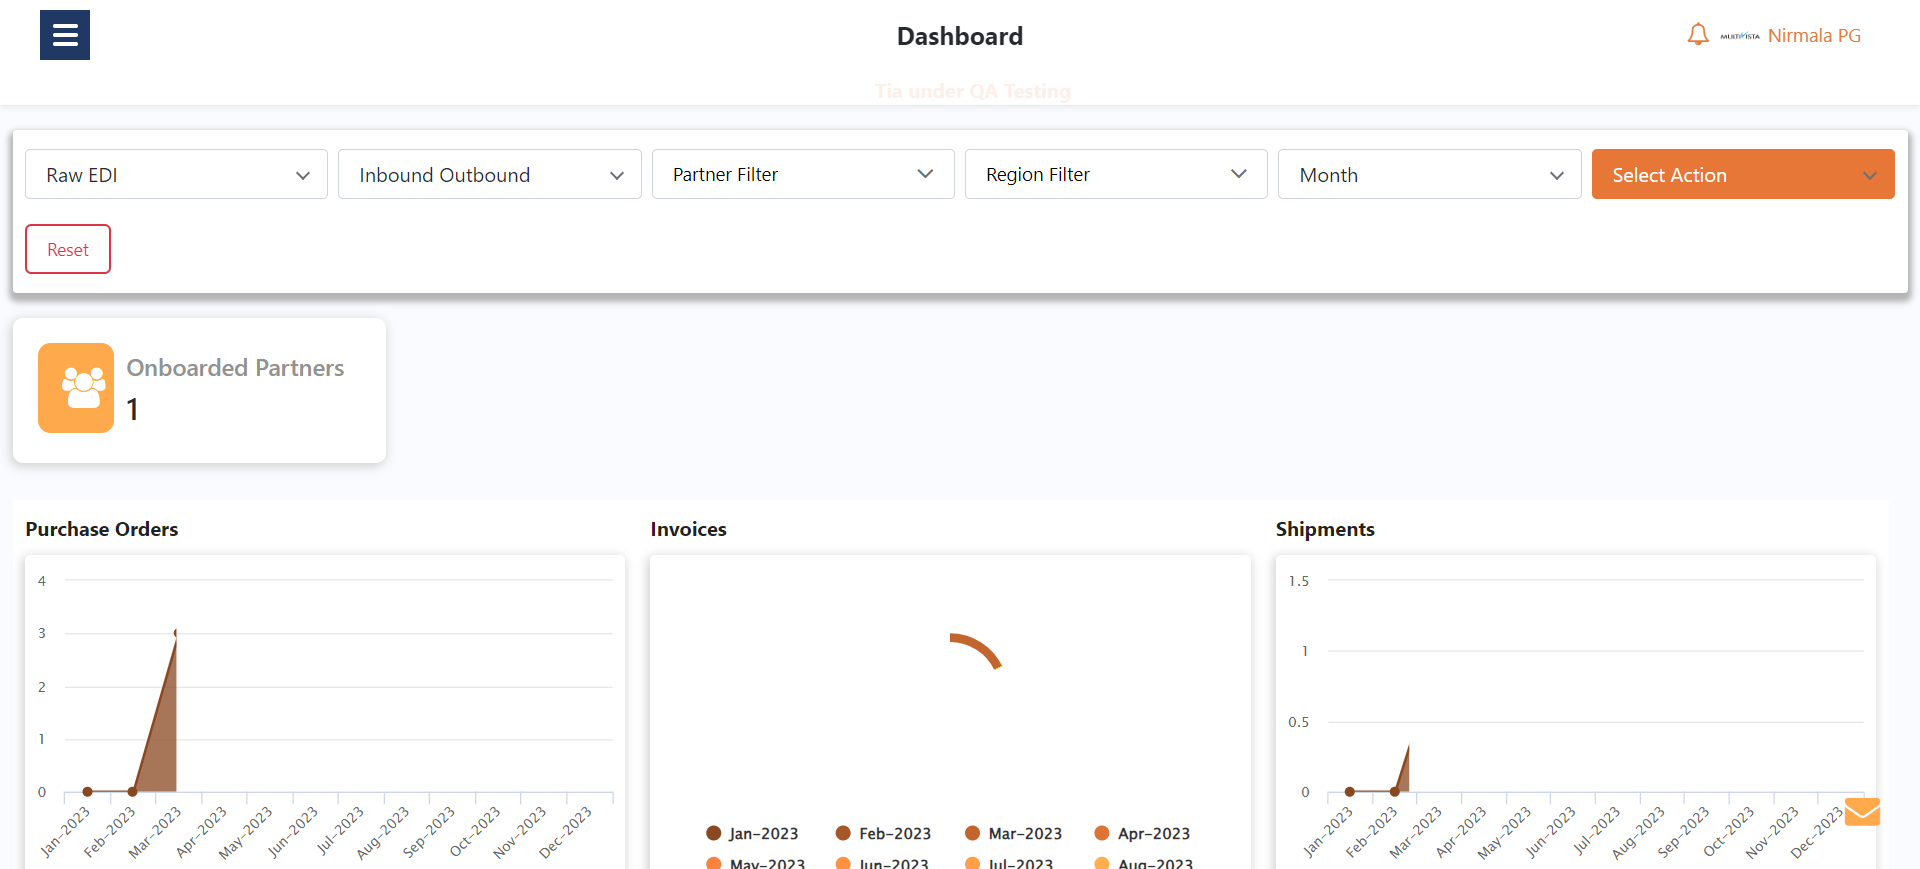 Dashboard
MULTIVISTA Nirmala PG
Tia under QA Testing
Raw EDI
Inbound Outbound
Partner Filter
Region Filter
Month
Select Action
Reset
Onboarded Partners
1
Purchase Orders
4
3
2
1
0
Jan-2023
Feb-2023
Mar-2023
Apr-2023
May-2023
Jun-2023
Jul-2023
Aug-2023
Sep-2023
Oct-2023
Nov-2023
Dec-2023
Invoices
Jan-2023 Feb-2023 Mar-2023 Apr-2023
May-2023 Jun-2023 Jul-2023 Aug-2023
Shipments
1.5
1
0.5
0
Jan-2023
Feb-2023
Mar-2023
Apr-2023
May-2023
Jun-2023
Jul-2023
Aug-2023
Sep-2023
Oct-2023
Nov-2023
Dec-2023